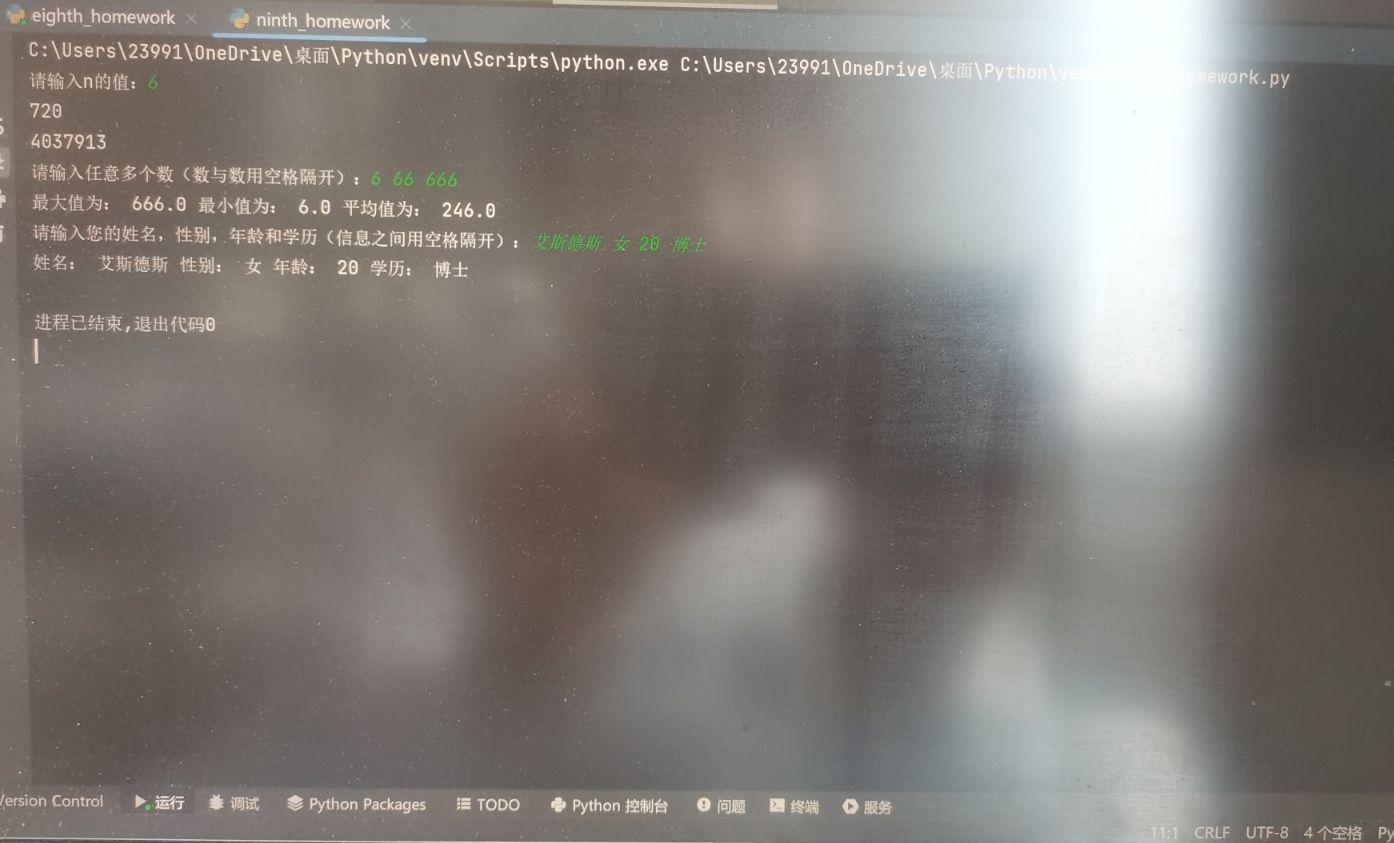 eighth_homework × ninth_homework ×
C:\Users\23991\OneDrive\桌面\Python\venv\Scripts\python.exe C:\Users\23991\OneDrive\桌面\Python\ve omework.py
请输入n的值：6
720
4037913
请输入任意多个数（数与数用空格隔开）：6 66 666
最大值为： 666.0 最小值为： 6.0 平均值为： 246.0
请输入您的姓名，性别，年龄和学历（信息之间用空格隔开）：艾斯德斯 女 20 博士
姓名： 艾斯德斯 性别： 女 年龄： 20 学历： 博士
进程已结束,退出代码0
Version Control 运行 调试 Python Packages TODO Python 控制台 问题 终端 服务
11:1 CRLF UTF-8 4 个空格 Py